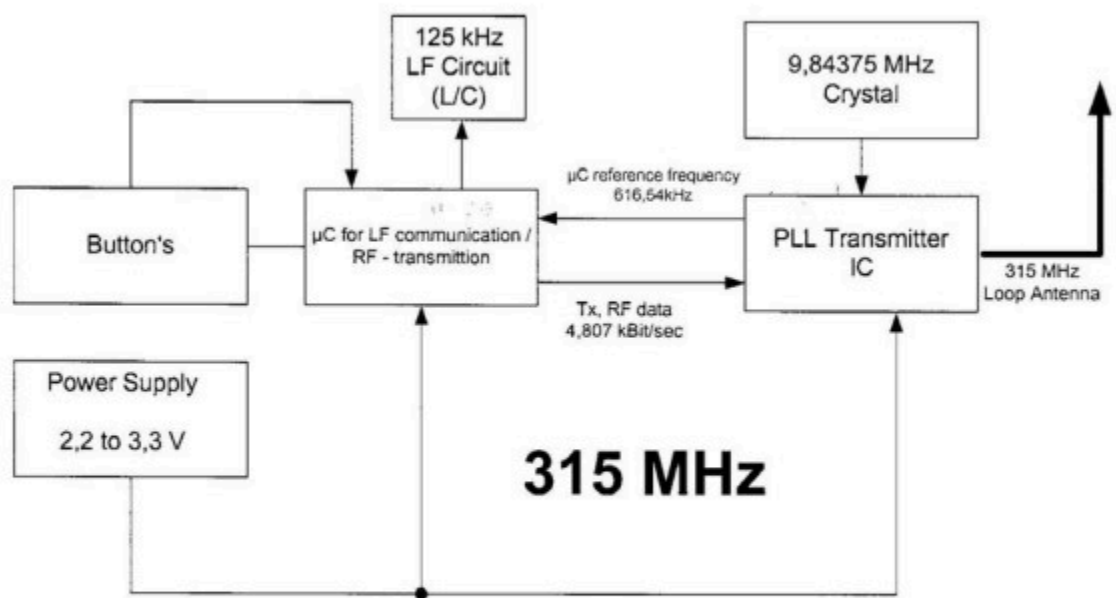 125 kHz
LF Circuit
(L/C)
9,84375 MHz
Crystal
µC reference frequency
616,54kHz
Button's
µC for LF communication /
RF - transmittion
PLL Transmitter
IC
315 MHz
Loop Antenna
Tx, RF data
4,807 kBit/sec
Power Supply
2,2 to 3,3 V
315 MHz